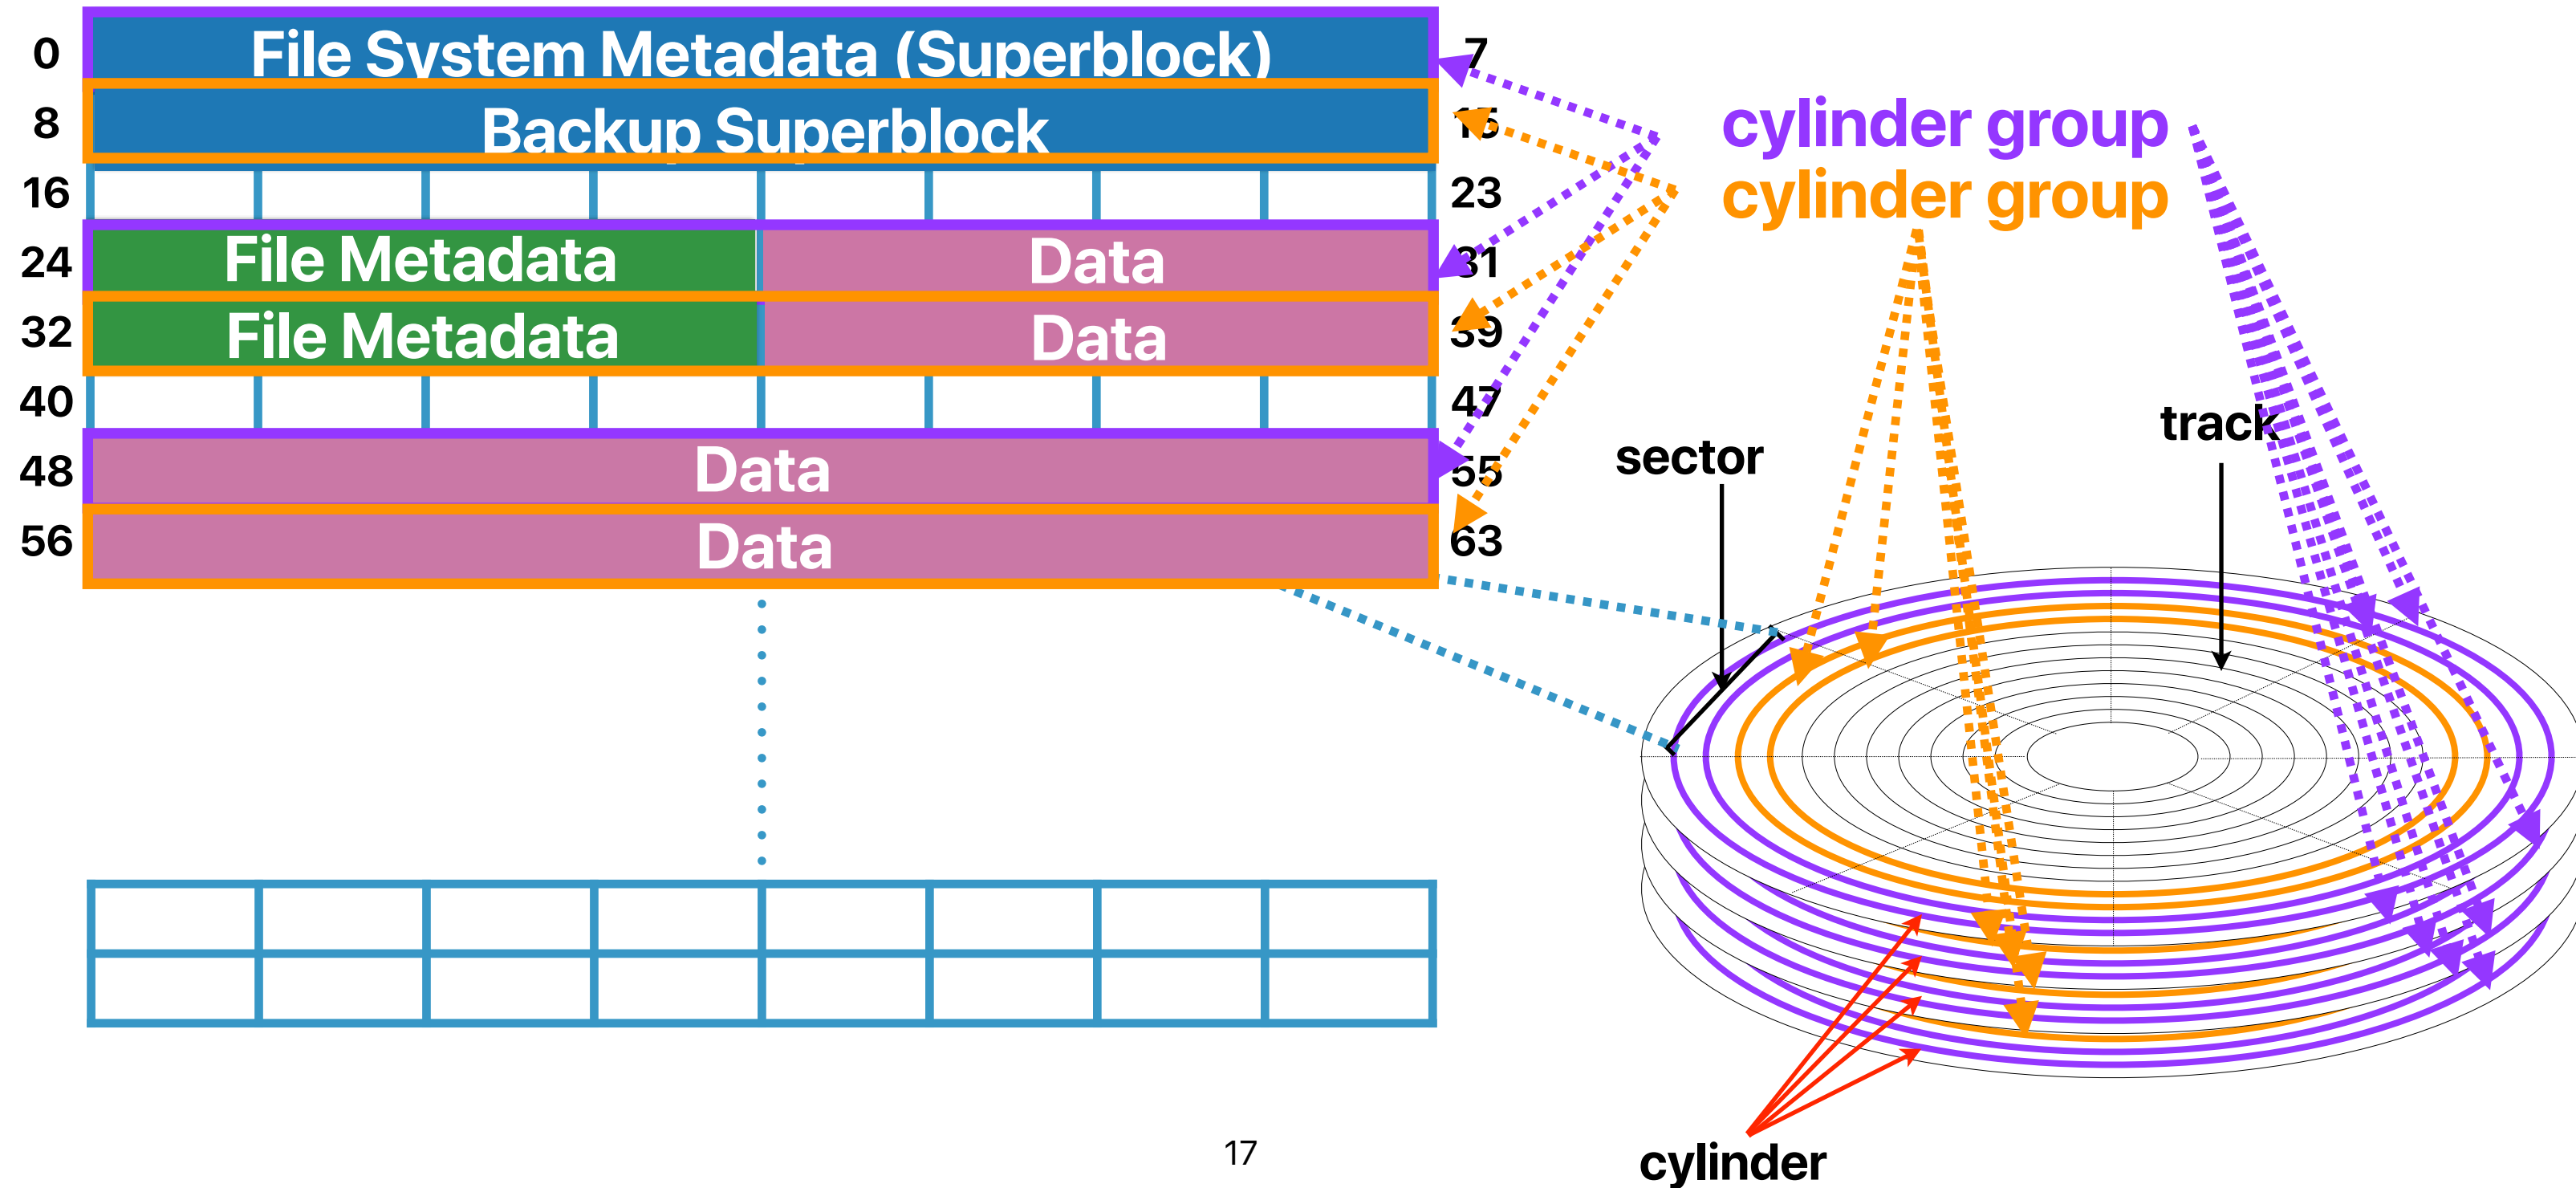 0 File System Metadata (Superblock) 7
8 Backup Superblock 15
16 23
24 File Metadata Data 31
32 File Metadata Data 39
40 47
48 Data 55
56 Data 63
cylinder group
cylinder group
sector
track
cylinder
17